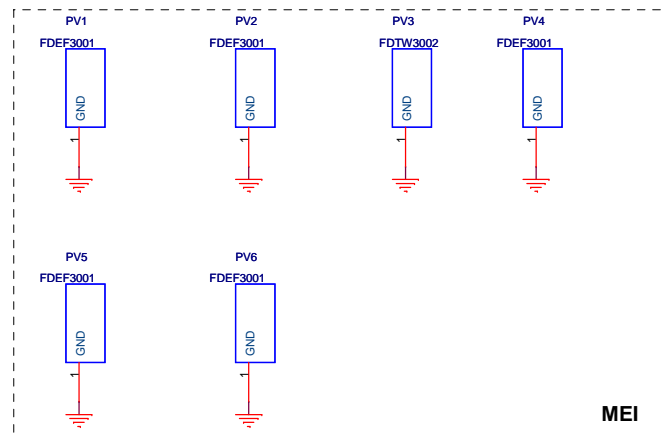 PV1 PV2 PV3 PV4
FDEF3001 FDEF3001 FDTW3002 FDEF3001
GND GND GND GND
1 1 1 1
PV5 PV6
FDEF3001 FDEF3001
GND GND
1 1
MEI